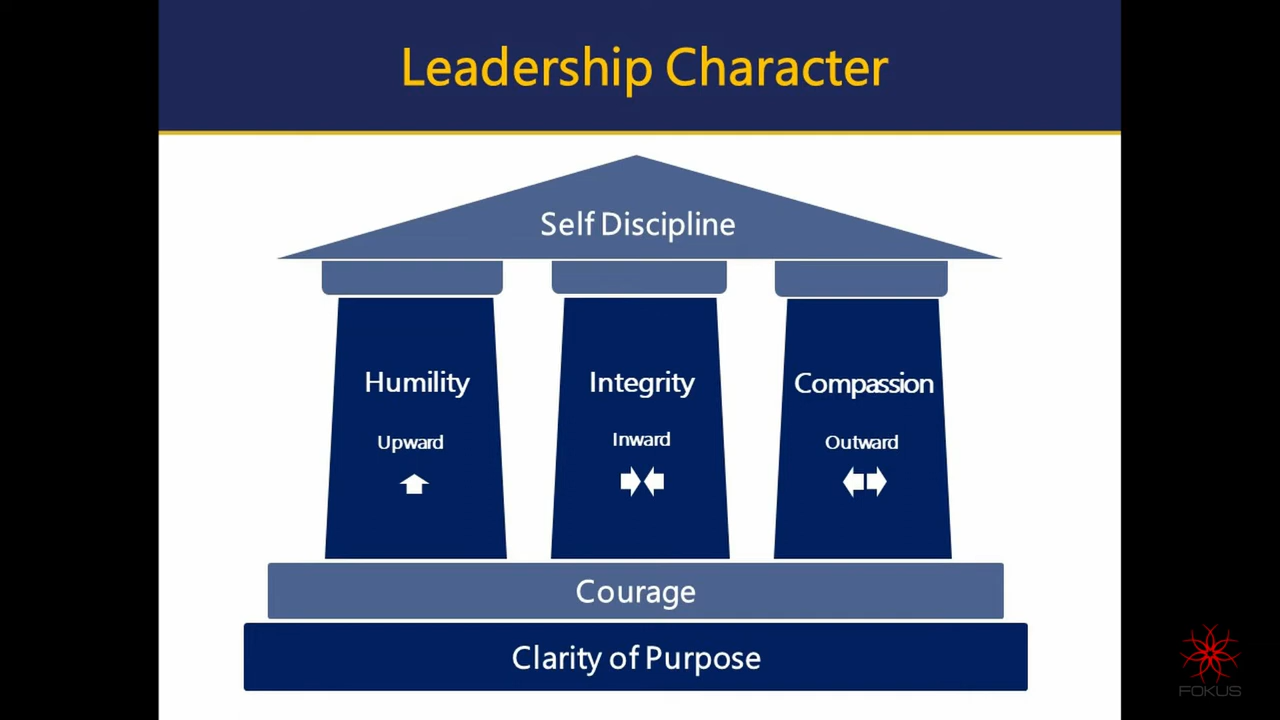 Leadership Character
Self Discipline
Humility
Upward
Integrity
Inward
Compassion
Outward
Courage
Clarity of Purpose
FOKUS